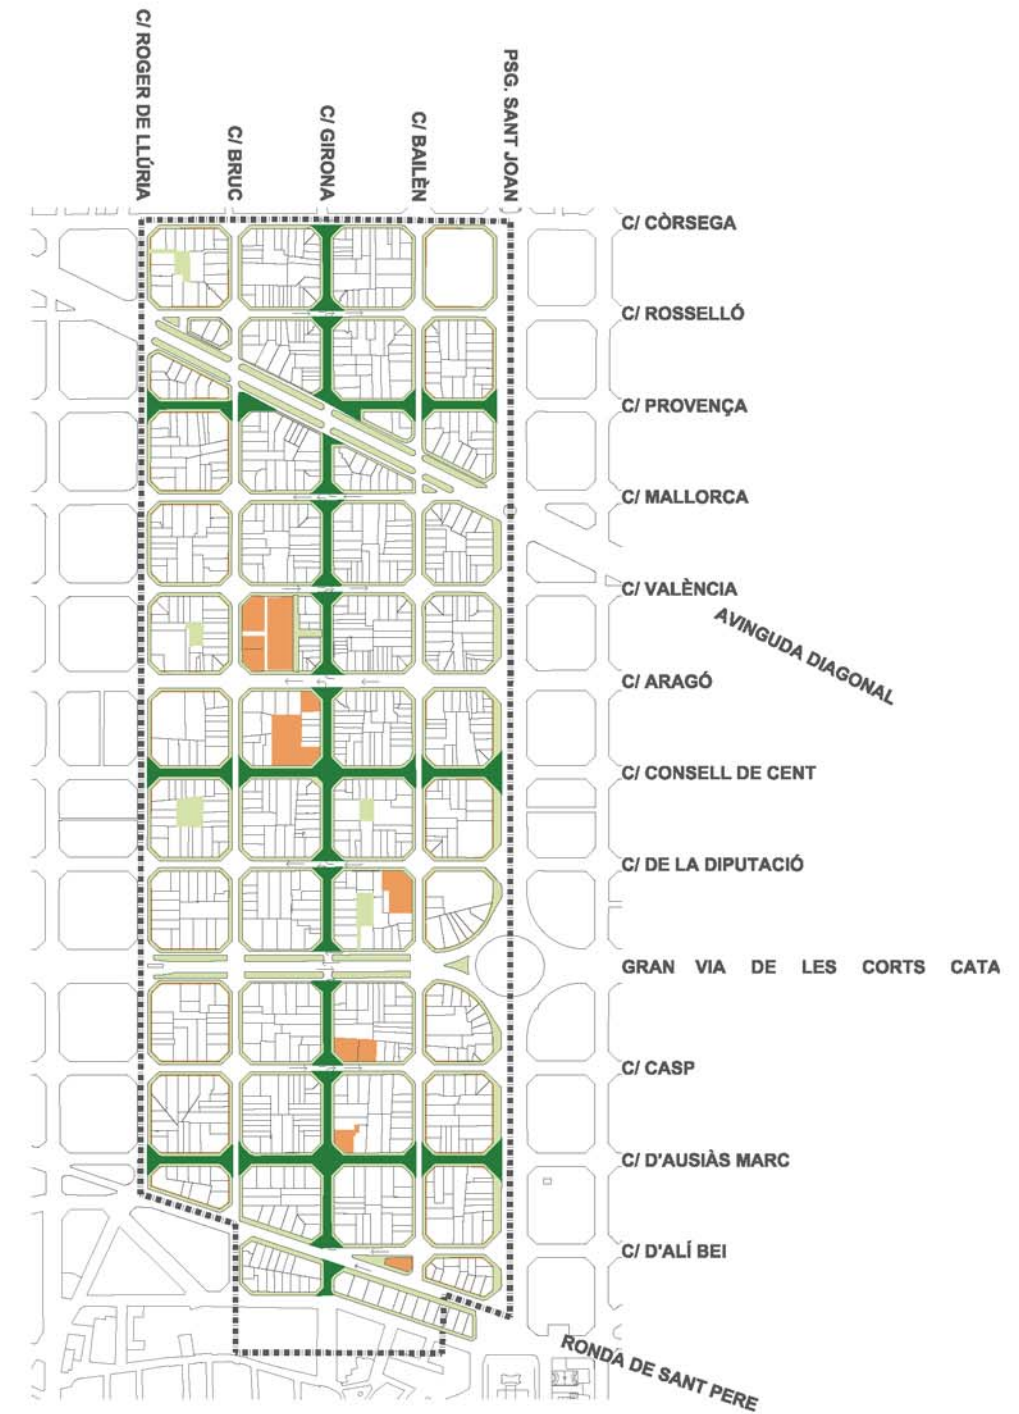 C/ ROGER DE LLÚRIA
C/ BRUC
C/ GIRONA
C/ BAILÈN
PSG. SANT JOAN
C/ CÒRSEGA
C/ ROSSELLÓ
C/ PROVENÇA
C/ MALLORCA
C/ VALÈNCIA
AVINGUDA DIAGONAL
C/ ARAGÓ
C/ CONSELL DE CENT
C/ DE LA DIPUTACIÓ
GRAN VIA DE LES CORTS CATA
C/ CASP
C/ D'AUSIÀS MARC
C/ D'ALÍ BEI
RONDA DE SANT PERE